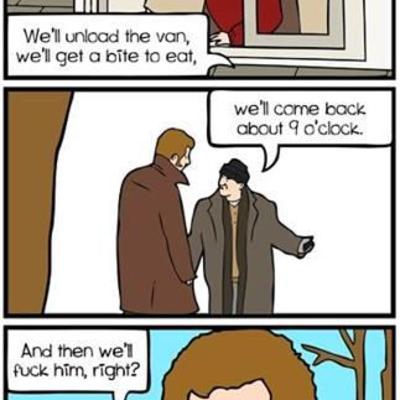 We'll unload the van,
we'll get a bite to eat,
we'll come back
about 9 o'clock.
And then we'll
fuck him, right?